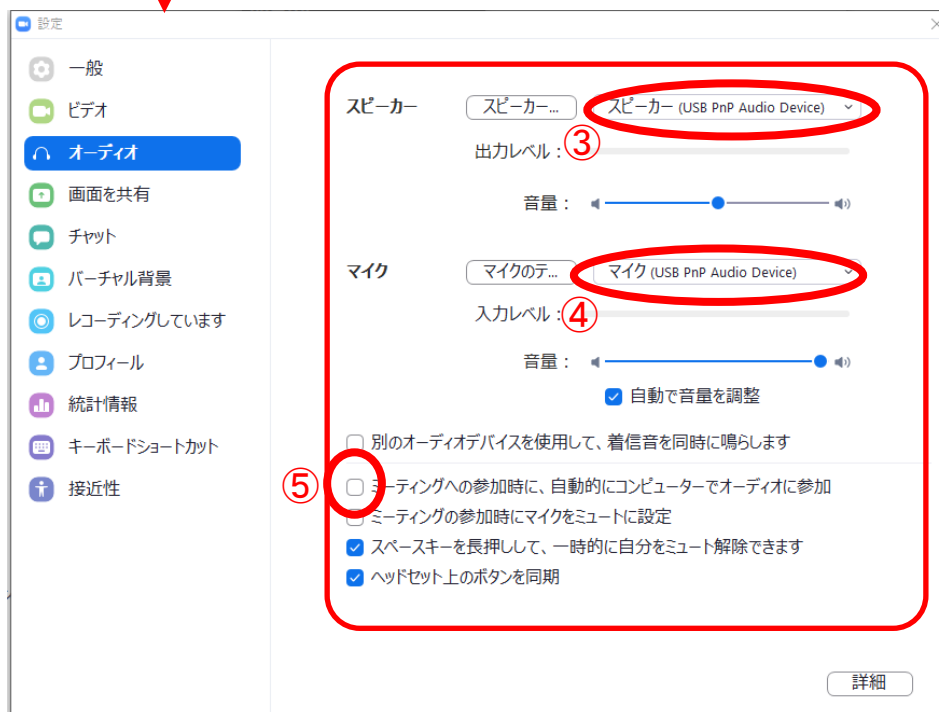 設定
一般
ビデオ
オーディオ
画面を共有
チャット
バーチャル背景
レコーディングしています
プロフィール
統計情報
キーボードショートカット
接近性
スピーカー スピーカー... スピーカー (USB PnP Audio Device)
③
出力レベル：
音量：
マイク マイクのテ... マイク (USB PnP Audio Device)
④
入力レベル：
音量：
自動で音量を調整
別のオーディオデバイスを使用して、着信音を同時に鳴らします
⑤
ミーティングへの参加時に、自動的にコンピューターでオーディオに参加
ミーティングの参加時にマイクをミュートに設定
スペースキーを長押しして、一時的に自分をミュート解除できます
ヘッドセット上のボタンを同期
詳細